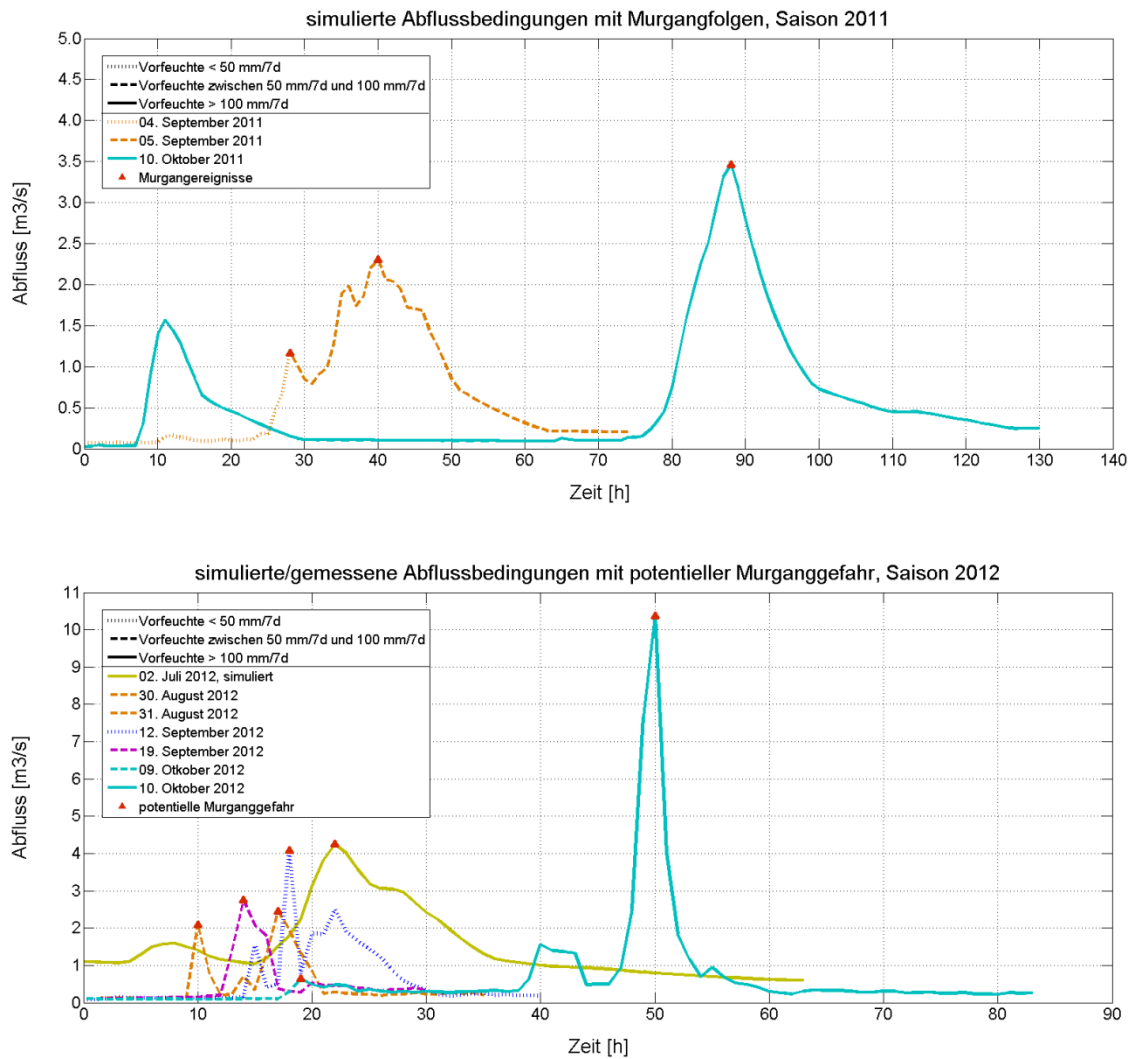 simulierte Abflussbedingungen mit Murgangfolgen, Saison 2011
5.0
4.5
4.0
3.5
3.0
2.5
2.0
1.5
1.0
0.5
0
Abfluss [m3/s]
Vorfeuchte < 50 mm/7d
Vorfeuchte zwischen 50 mm/7d und 100 mm/7d
Vorfeuchte > 100 mm/7d
04. September 2011
05. September 2011
10. Oktober 2011
Murgangereignisse
0 10 20 30 40 50 60 70 80 90 100 110 120 130 140
Zeit [h]
simulierte/gemessene Abflussbedingungen mit potentieller Murganggefahr, Saison 2012
11
10
9
8
7
6
5
4
3
2
1
0
Abfluss [m3/s]
Vorfeuchte < 50 mm/7d
Vorfeuchte zwischen 50 mm/7d und 100 mm/7d
Vorfeuchte > 100 mm/7d
02. Juli 2012, simuliert
30. August 2012
31. August 2012
12. September 2012
19. September 2012
09. Otkober 2012
10. Oktober 2012
potentielle Murganggefahr
0 10 20 30 40 50 60 70 80 90
Zeit [h]